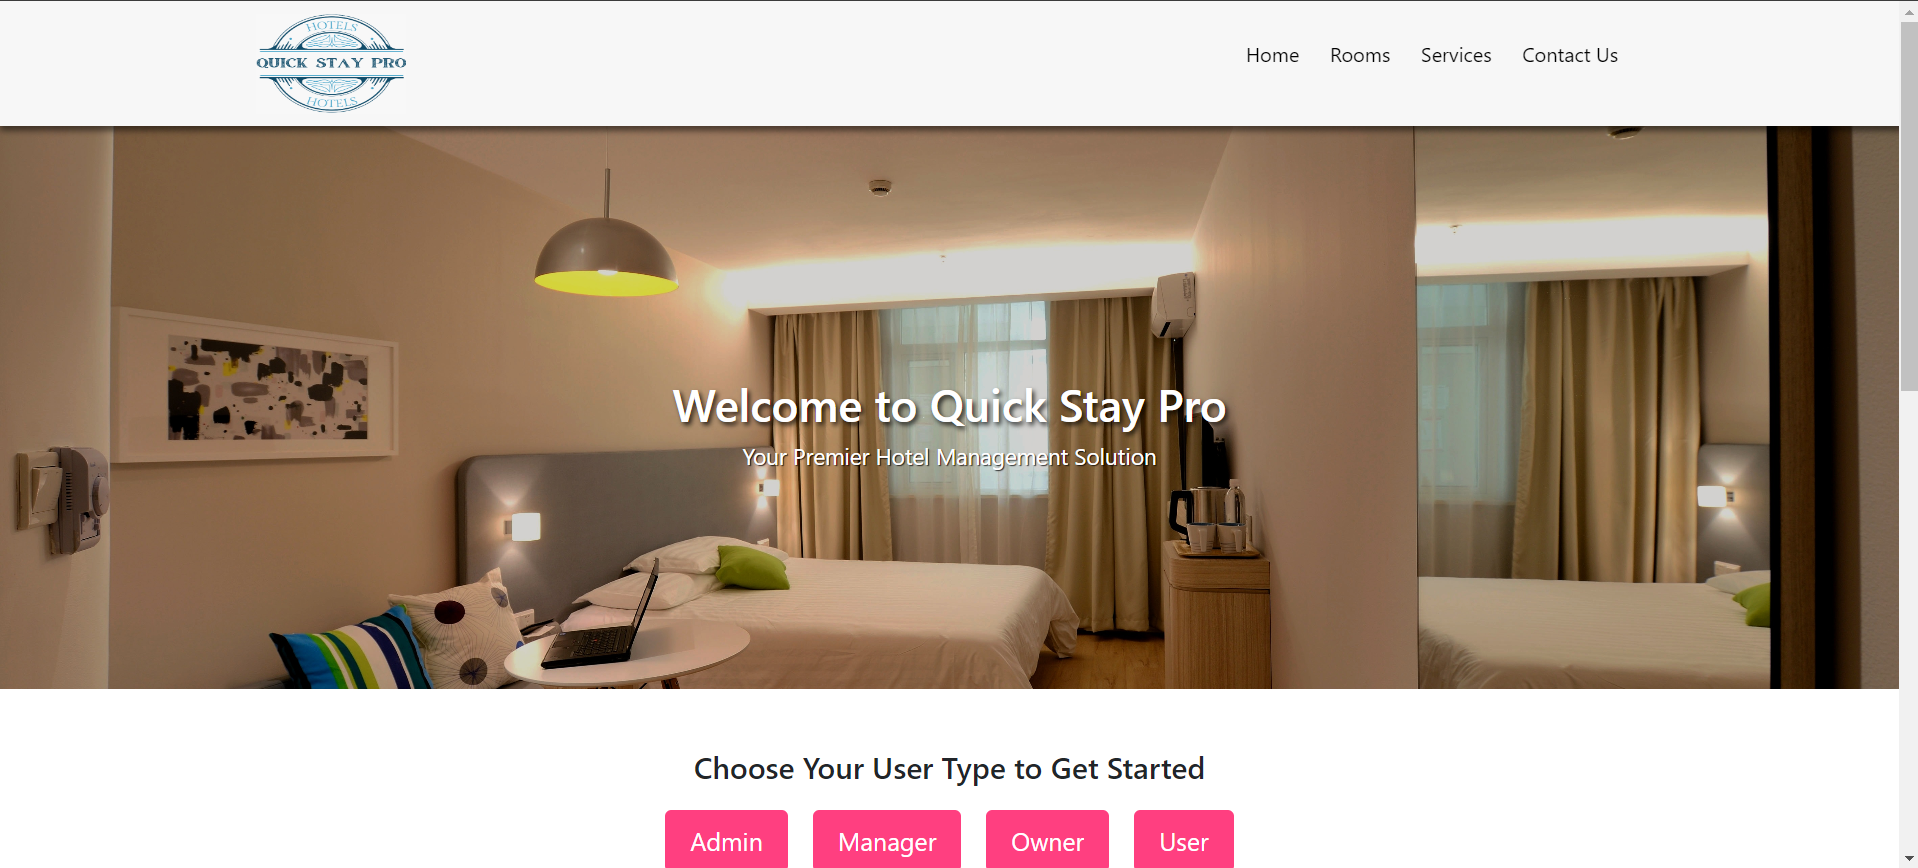 HOTELS
QUICK STAY PRO
HOTELS
Home Rooms Services Contact Us
Welcome to Quick Stay Pro
Your Premier Hotel Management Solution
Choose Your User Type to Get Started
Admin Manager Owner User